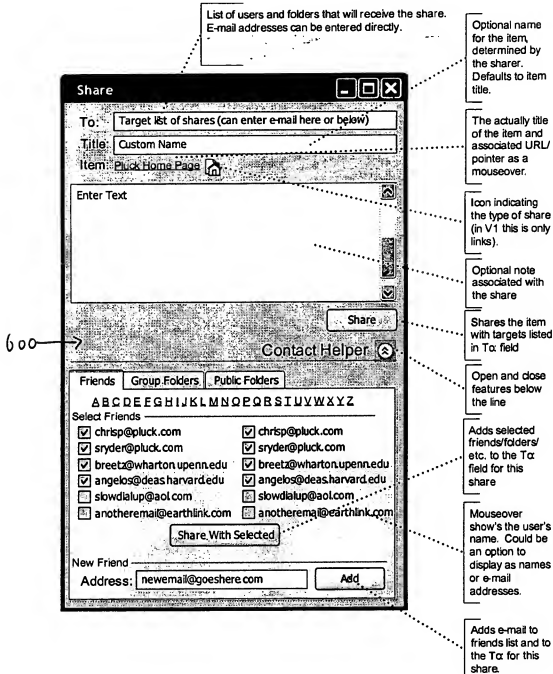 List of users and folders that will receive the share.
E-mail addresses can be entered directly.
Optional name
for the item,
determined by
the sharer.
Defaults to item
title.
Share
To: Target list of shares (can enter e-mail here or below)
Title: Custom Name
Item: Pluck Home Page
The actually title
of the item and
associated URL/
pointer as a
mouseover.
Enter Text
Icon indicating
the type of share
(in V1 this is only
links).
Optional note
associated with
the share
Share
Shares the item
with targets listed
in To: field
600
Contact Helper
Open and close
features below
the line
Friends Group Folders Public Folders
A B C D E F G H I J K L M N O P Q R S T U V W X Y Z
Select Friends
chrisp@pluck.com chrisp@pluck.com
sryder@pluck.com sryder@pluck.com
breetz@wharton.upenn.edu breetz@wharton.upenn.edu
angelos@deas.harvard.edu angelos@deas.harvard.edu
slowdialup@aol.com slowdialup@aol.com
anotheremail@earthlink.com anotheremail@earthlink.com
Share With Selected
Adds selected
friends/folders/
etc. to the To:
field for this
share
Mouseover
show's the user's
name. Could be
an option to
display as names
or e-mail
addresses.
New Friend
Address: newemail@goeshere.com Add
Adds e-mail to
friends list and to
the To: for this
share.